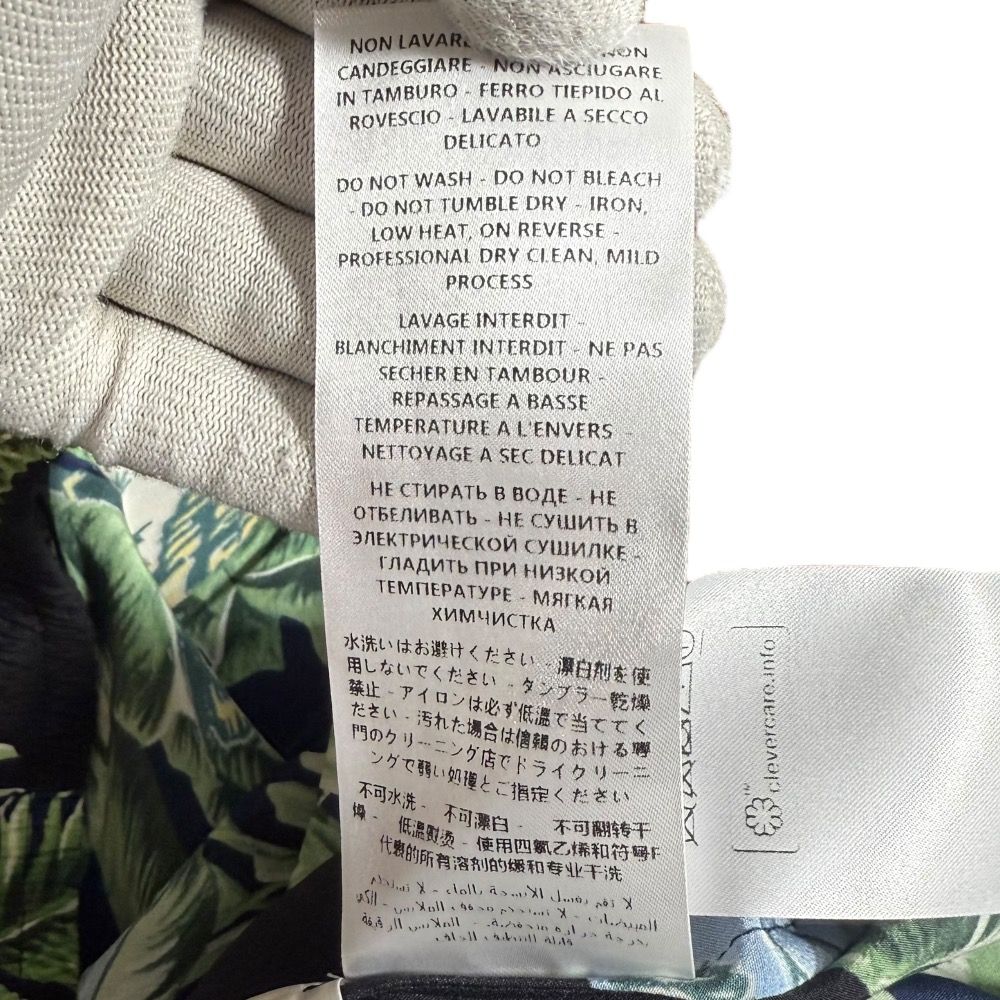 NON LAVARE NON
CANDEGGIARE - NON ASCIUGARE
IN TAMBURO - FERRO TIEPIDO AL
ROVESCIO - LAVABILE A SECCO
DELICATO
DO NOT WASH - DO NOT BLEACH
- DO NOT TUMBLE DRY - IRON,
LOW HEAT, ON REVERSE -
PROFESSIONAL DRY CLEAN, MILD
PROCESS
LAVAGE INTERDIT -
BLANCHIMENT INTERDIT - NE PAS
SECHER EN TAMBOUR -
REPASSAGE A BASSE
TEMPERATURE A L'ENVERS -
NETTOYAGE A SEC DELICAT
НЕ СТИРАТЬ В ВОДЕ - НЕ
ОТБЕЛИВАТЬ - НЕ СУШИТЬ В
ЭЛЕКТРИЧЕСКОЙ СУШИЛКЕ -
ГЛАДИТЬ ПРИ НИЗКОЙ
ТЕМПЕРАТУРЕ - МЯГКАЯ
ХИМЧИСТКА
水洗いはお避けください - 漂白剤を使
用しないでください - タンブラー乾燥
禁止 - アイロンは必ず低温で当ててく
ださい - 汚れた場合は信頼のおける専
門のクリーニング店でドライクリーニ
ングで弱い処理とご指定ください
不可水洗 - 不可漂白 - 不可翻转干
燥 - 低温熨烫 - 使用四氯乙烯和符号F
代表的所有溶剂的缓和专业干洗
clevercare.info